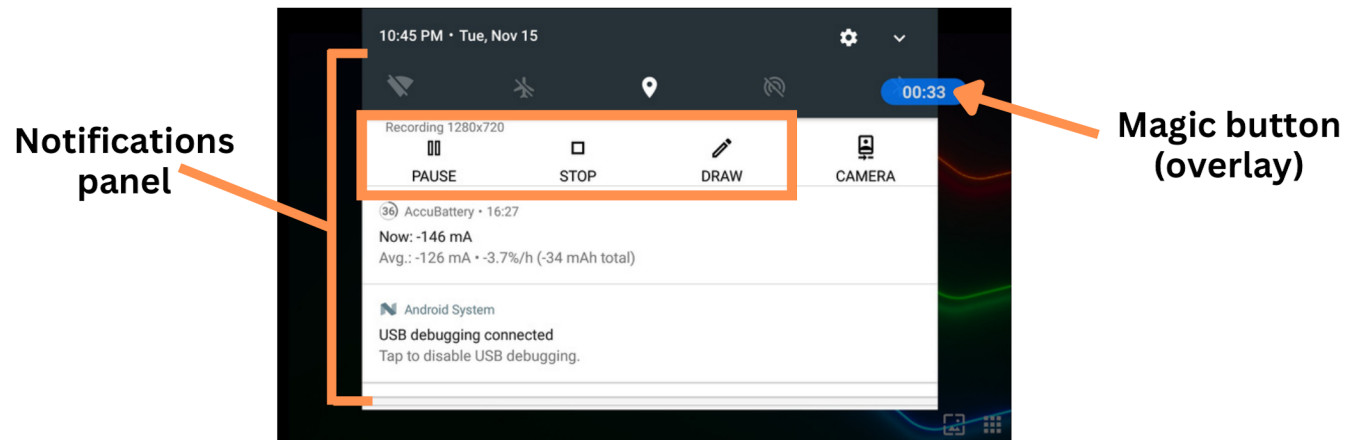 10:45 PM • Tue, Nov 15
00:33
Notifications
panel
Magic button
(overlay)
Recording 1280x720
PAUSE STOP DRAW CAMERA
36 AccuBattery • 16:27
Now: -146 mA
Avg.: -126 mA • -3.7%/h (-34 mAh total)
Android System
USB debugging connected
Tap to disable USB debugging.